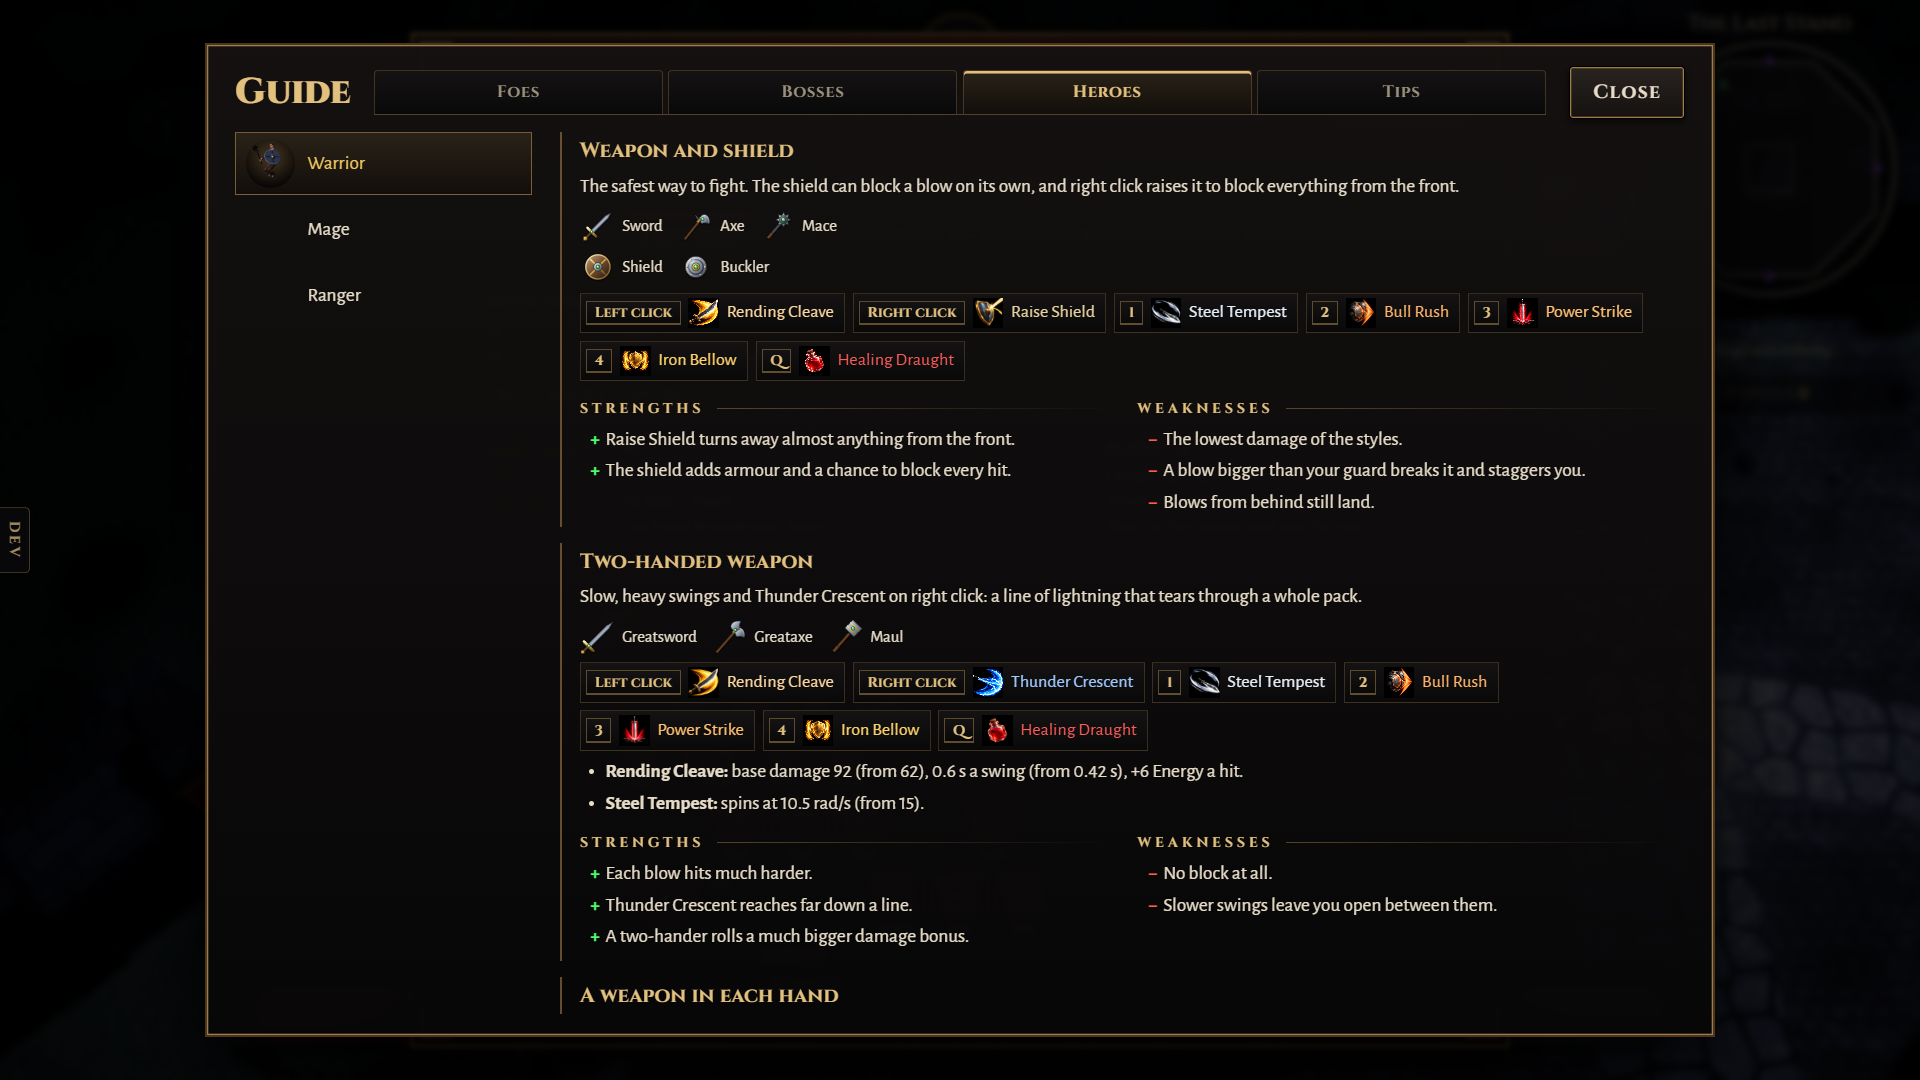 THE LAST STAND
GUIDE
FOES
BOSSES
HEROES
TIPS
CLOSE
Warrior
Mage
Ranger
DEV
WEAPON AND SHIELD
The safest way to fight. The shield can block a blow on its own, and right click raises it to block everything from the front.
Sword Axe Mace
Shield Buckler
LEFT CLICK Rending Cleave RIGHT CLICK Raise Shield 1 Steel Tempest 2 Bull Rush 3 Power Strike
4 Iron Bellow Q Healing Draught
STRENGTHS
+ Raise Shield turns away almost anything from the front.
+ The shield adds armour and a chance to block every hit.
WEAKNESSES
– The lowest damage of the styles.
– A blow bigger than your guard breaks it and staggers you.
– Blows from behind still land.
TWO-HANDED WEAPON
Slow, heavy swings and Thunder Crescent on right click: a line of lightning that tears through a whole pack.
Greatsword Greataxe Maul
LEFT CLICK Rending Cleave RIGHT CLICK Thunder Crescent 1 Steel Tempest 2 Bull Rush
3 Power Strike 4 Iron Bellow Q Healing Draught
• Rending Cleave: base damage 92 (from 62), 0.6 s a swing (from 0.42 s), +6 Energy a hit.
• Steel Tempest: spins at 10.5 rad/s (from 15).
STRENGTHS
+ Each blow hits much harder.
+ Thunder Crescent reaches far down a line.
+ A two-hander rolls a much bigger damage bonus.
WEAKNESSES
– No block at all.
– Slower swings leave you open between them.
A WEAPON IN EACH HAND